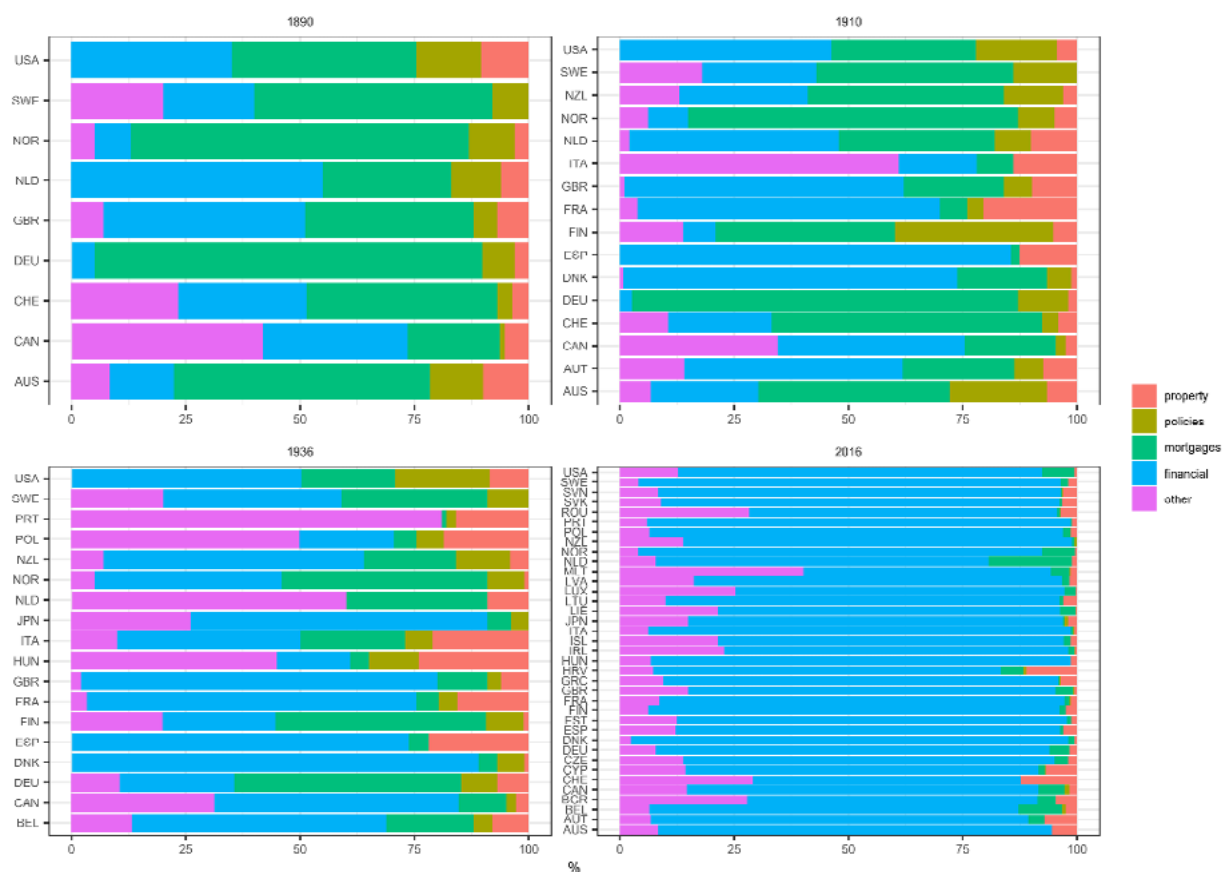 1890
USA
SWE
NOR
NLD
GBR
DEU
CHE
CAN
AUS
0 25 50 75 100
1910
USA
SWE
NZL
NOR
NLD
ITA
GBR
FRA
FIN
ESP
DNK
DEU
CHE
CAN
AUT
AUS
0 25 50 75 100
1936
USA
SWE
PRT
POL
NZL
NOR
NLD
JPN
ITA
HUN
GBR
FRA
FIN
ESP
DNK
DEU
CAN
BEL
0 25 50 75 100
2016
USA
SWE
SVN
SVK
ROU
PRT
POL
NZL
NOR
NLD
MLT
LVA
LUX
LTU
LIE
JPN
ITA
ISL
IRL
HUN
HRV
GRC
GBR
FRA
FIN
EST
ESP
DNK
DEU
CZE
CYP
CHE
CAN
BGR
BEL
AUT
AUS
0 25 50 75 100
%
property
policies
mortgages
financial
other